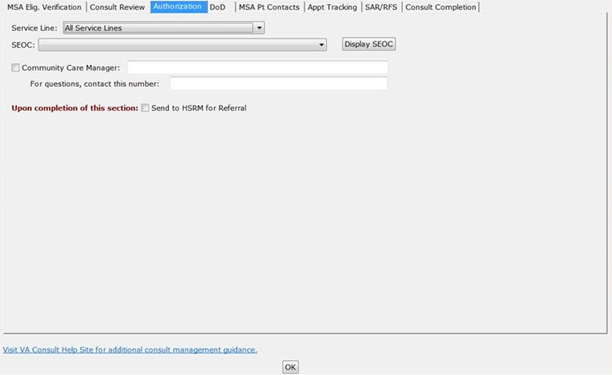 MSA Elig. Verification | Consult Review | Authorization | DoD | MSA Pt Contacts | Appt Tracking | SAR/RFS | Consult Completion
Service Line: All Service Lines
SEOC: Display SEOC
Community Care Manager:
For questions, contact this number:
Upon completion of this section: Send to HSRM for Referral
Visit VA Consult Help Site for additional consult management guidance.
OK